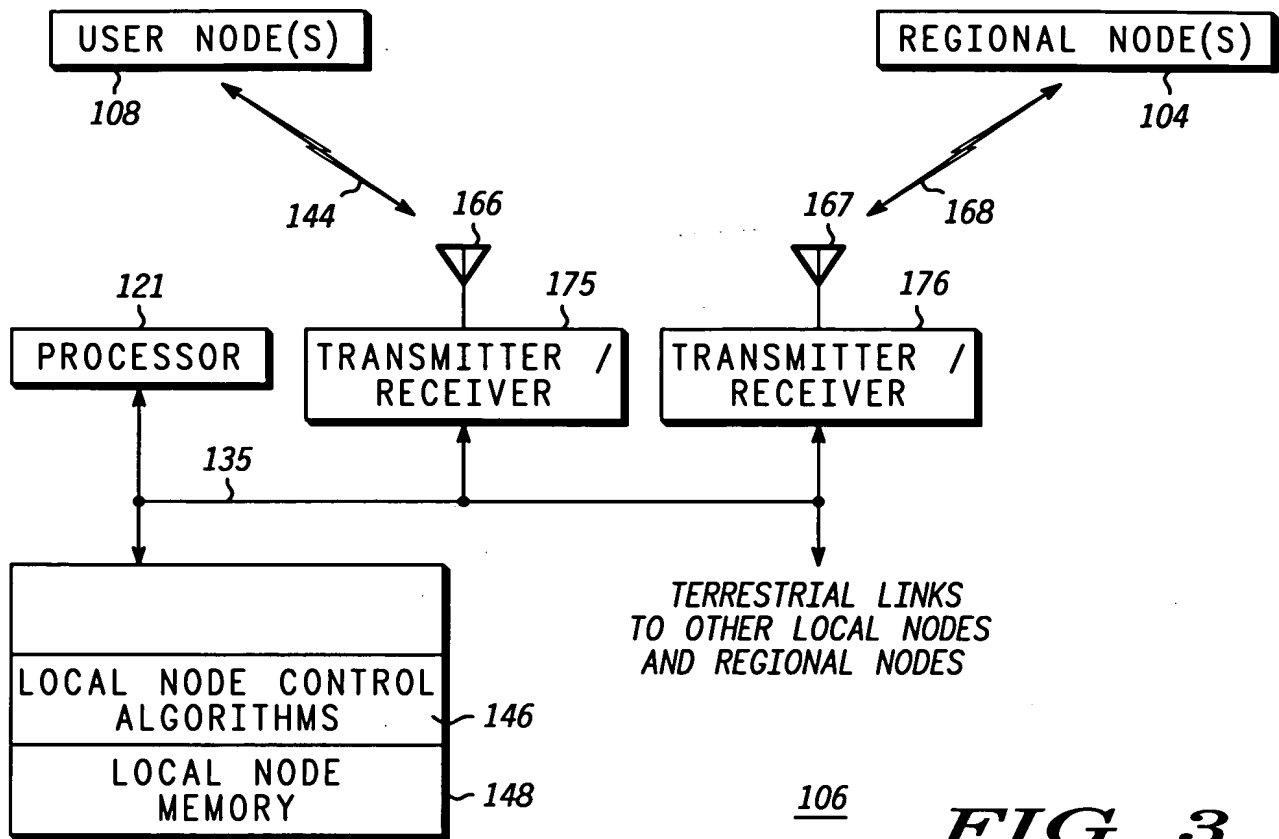 USER NODE(S)
REGIONAL NODE(S)
108
104
144
168
166
167
121
175
176
PROCESSOR
TRANSMITTER /
RECEIVER
TRANSMITTER /
RECEIVER
135
TERRESTRIAL LINKS
TO OTHER LOCAL NODES
AND REGIONAL NODES
LOCAL NODE CONTROL
ALGORITHMS
146
LOCAL NODE
MEMORY
148
106
FIG. 3